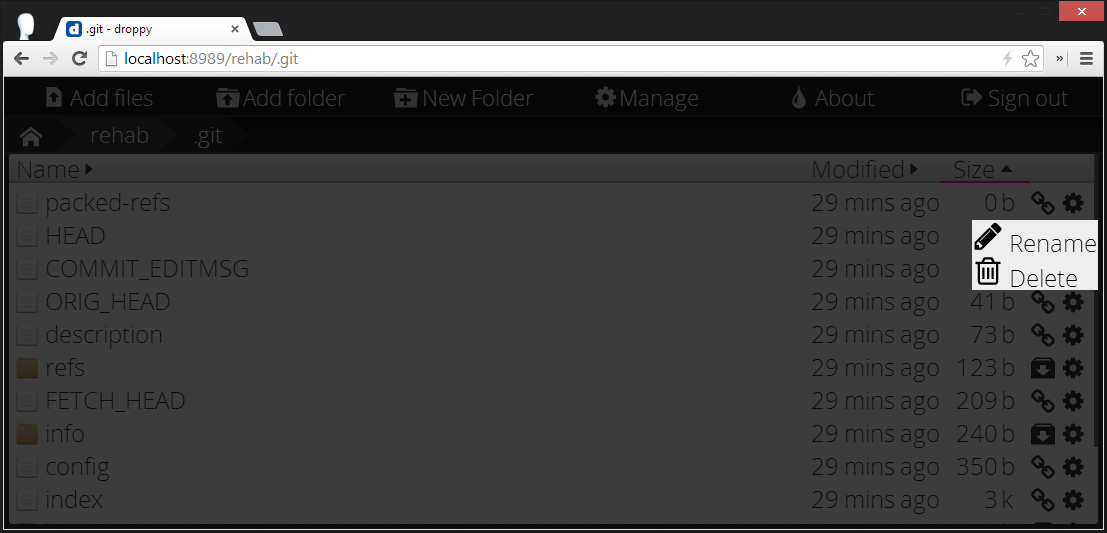 .git - droppy
localhost:8989/rehab/.git
Add files Add folder New Folder Manage About Sign out
rehab .git
Name Modified Size
packed-refs 29 mins ago 0 b
HEAD 29 mins ago
Rename
COMMIT_EDITMSG 29 mins ago
Delete
ORIG_HEAD 29 mins ago 41 b
description 29 mins ago 73 b
refs 29 mins ago 123 b
FETCH_HEAD 29 mins ago 209 b
info 29 mins ago 240 b
config 29 mins ago 350 b
index 29 mins ago 3 k